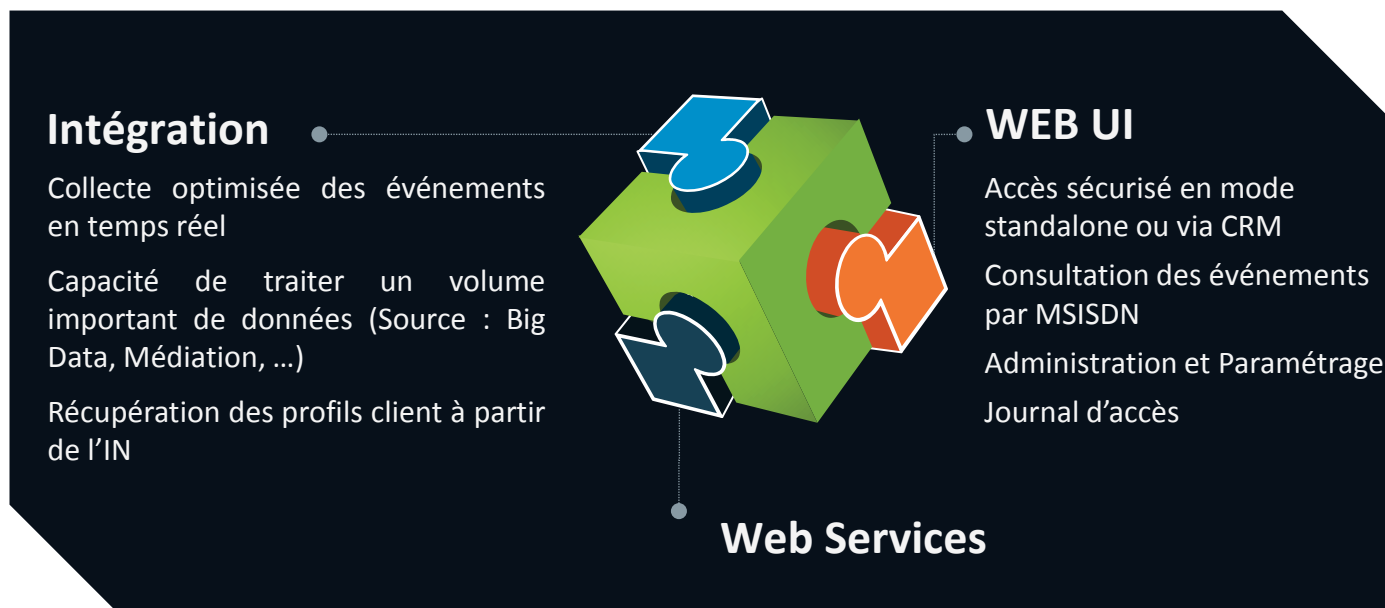 Intégration
Collecte optimisée des événements
en temps réel
Capacité de traiter un volume
important de données (Source : Big
Data, Médiation, ...)
Récupération des profils client à partir
de l’IN
WEB UI
Accès sécurisé en mode
standalone ou via CRM
Consultation des événements
par MSISDN
Administration et Paramétrage
Journal d’accès
Web Services